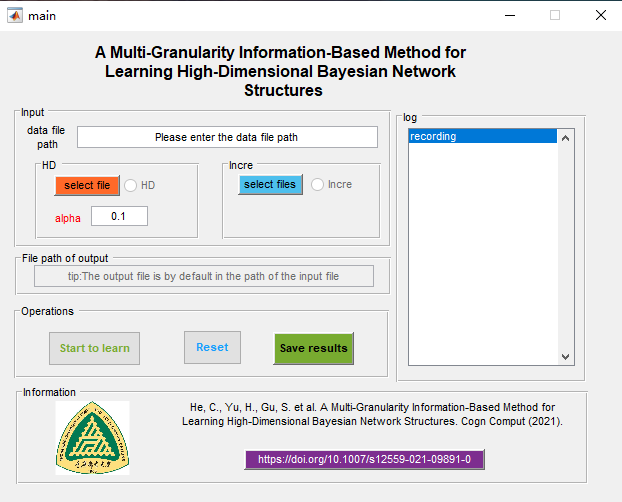 main
A Multi-Granularity Information-Based Method for
Learning High-Dimensional Bayesian Network
Structures
Input
data file
path
Please enter the data file path
HD
select file
HD
alpha
0.1
Incre
select files
Incre
File path of output
tip:The output file is by default in the path of the input file
Operations
Start to learn
Reset
Save results
log
recording
Information
He, C., Yu, H., Gu, S. et al. A Multi-Granularity Information-Based Method for
Learning High-Dimensional Bayesian Network Structures. Cogn Comput (2021).
https://doi.org/10.1007/s12559-021-09891-0